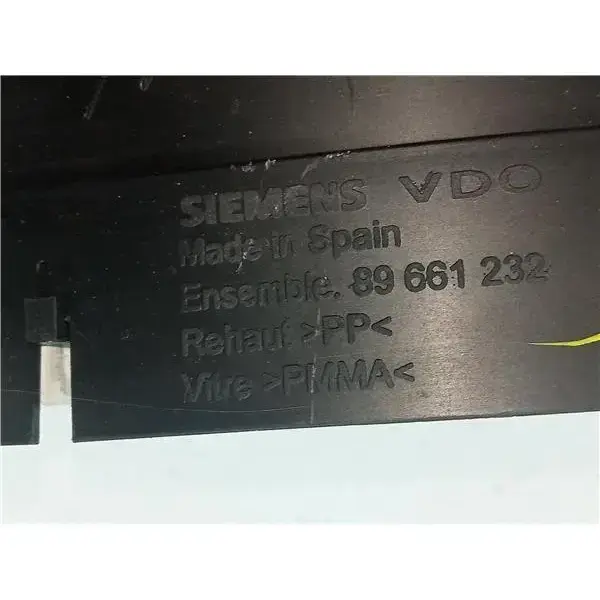 SIEMENS VDO
Made in Spain
Ensemble. 89 661 232
Rehaut >PP<
Vitre >PMMA<